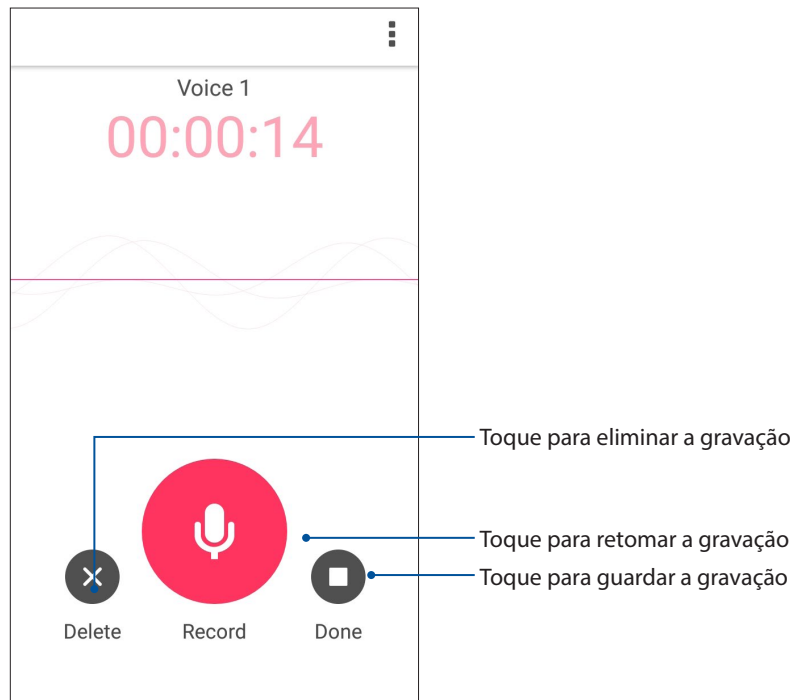 Voice 1
00:00:14
Toque para eliminar a gravação
Toque para retomar a gravação
Toque para guardar a gravação
Delete
Record
Done